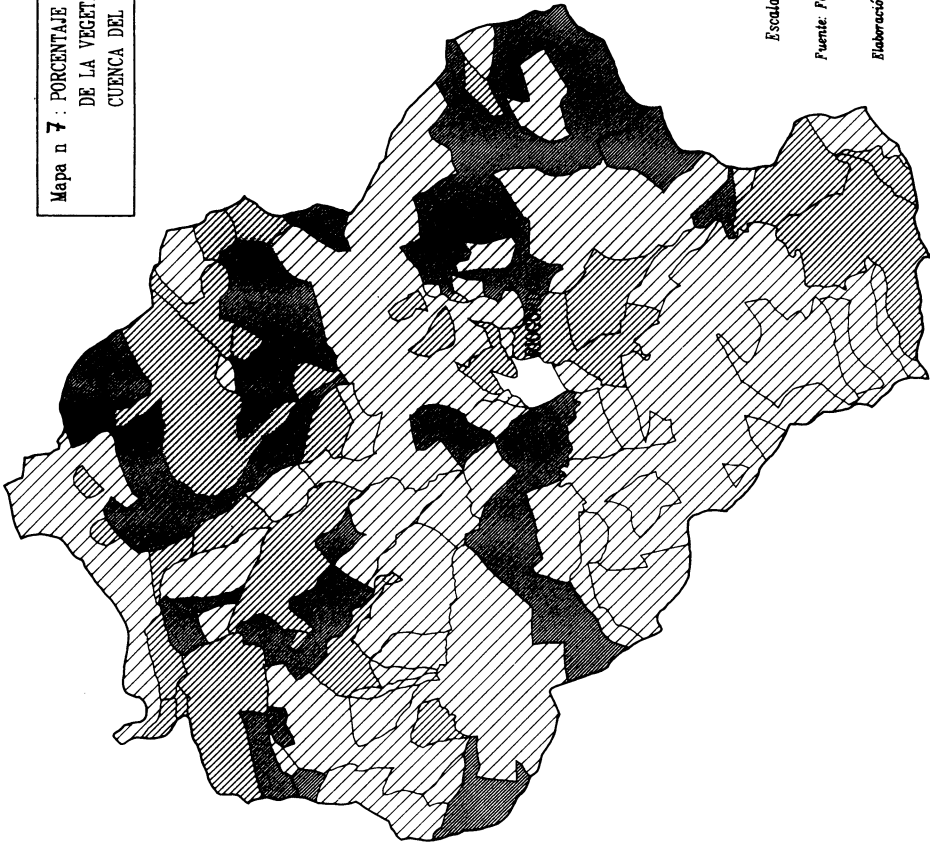 Mapa n 7 : PORCENTAJE
DE LA VEGET
CUENCA DEL
Escala
Fuente: F
Elaboració